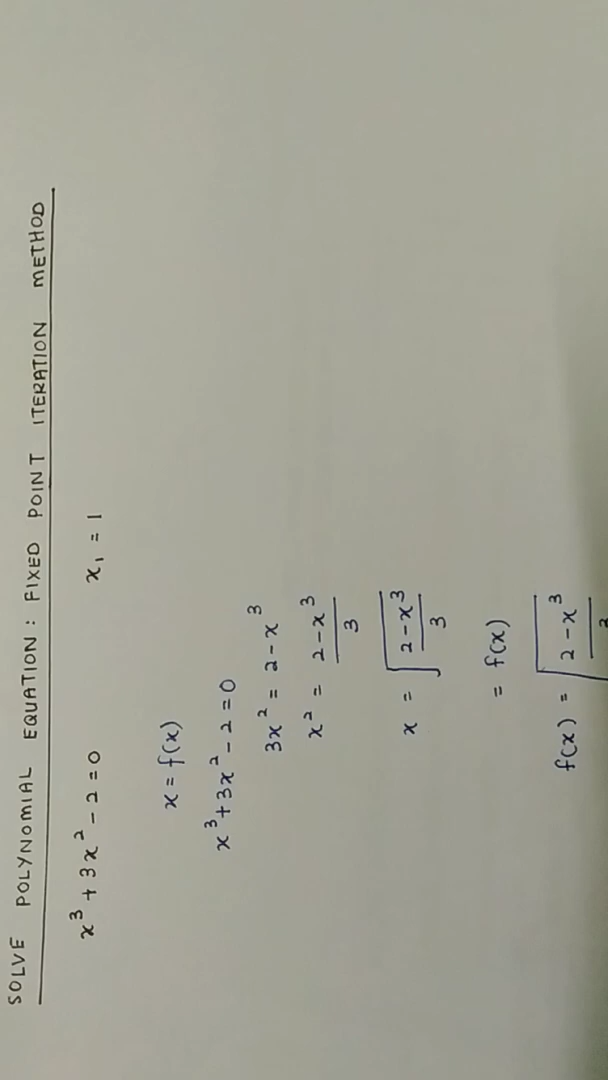 SOLVE POLYNOMIAL EQUATION : FIXED POINT ITERATION METHOD
x³ + 3x² - 2 = 0 x₁ = 1
x = f(x)
x³ + 3x² - 2 = 0
3x² = 2 - x³
x² = (2 - x³)/3
x = √((2 - x³)/3)
= f(x)
f(x) = √((2 - x³)/3)